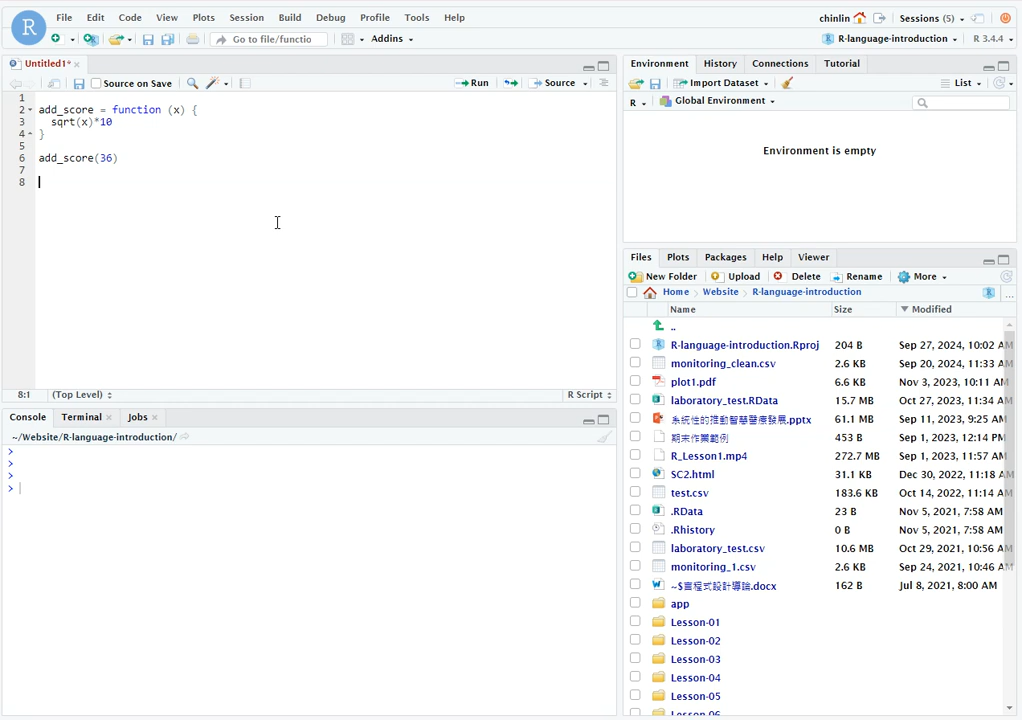 File Edit Code View Plots Session Build Debug Profile Tools Help
chinlin Sessions (5)
Go to file/functio Addins
R-language-introduction R 3.4.4
Untitled1*
Source on Save Run Source
1
2 add_score = function (x) {
3 sqrt(x)*10
4 }
5
6 add_score(36)
7
8
8:1 (Top Level) R Script
Console Terminal Jobs
~/Website/R-language-introduction/
>
>
>
>
Environment History Connections Tutorial
Import Dataset List
R Global Environment
Environment is empty
Files Plots Packages Help Viewer
New Folder Upload Delete Rename More
Home Website R-language-introduction ...
Name Size Modified
..
R-language-introduction.Rproj 204 B Sep 27, 2024, 10:02 AM
monitoring_clean.csv 2.6 KB Sep 20, 2024, 11:33 AM
plot1.pdf 6.6 KB Nov 3, 2023, 10:11 AM
laboratory_test.RData 15.7 MB Oct 27, 2023, 11:34 AM
系統性的推動智慧醫療發展.pptx 61.1 MB Sep 11, 2023, 9:25 AM
期末作業範例 453 B Sep 1, 2023, 12:14 PM
R_Lesson1.mp4 272.7 MB Sep 1, 2023, 11:57 AM
SC2.html 31.1 KB Dec 30, 2022, 11:18 AM
test.csv 183.6 KB Oct 14, 2022, 11:14 AM
.RData 23 B Nov 5, 2021, 7:58 AM
.Rhistory 0 B Nov 5, 2021, 7:58 AM
laboratory_test.csv 10.6 MB Oct 29, 2021, 10:56 AM
monitoring_1.csv 2.6 KB Sep 24, 2021, 10:46 AM
~$言程式設計導論.docx 162 B Jul 8, 2021, 8:00 AM
app
Lesson-01
Lesson-02
Lesson-03
Lesson-04
Lesson-05
Lesson-06